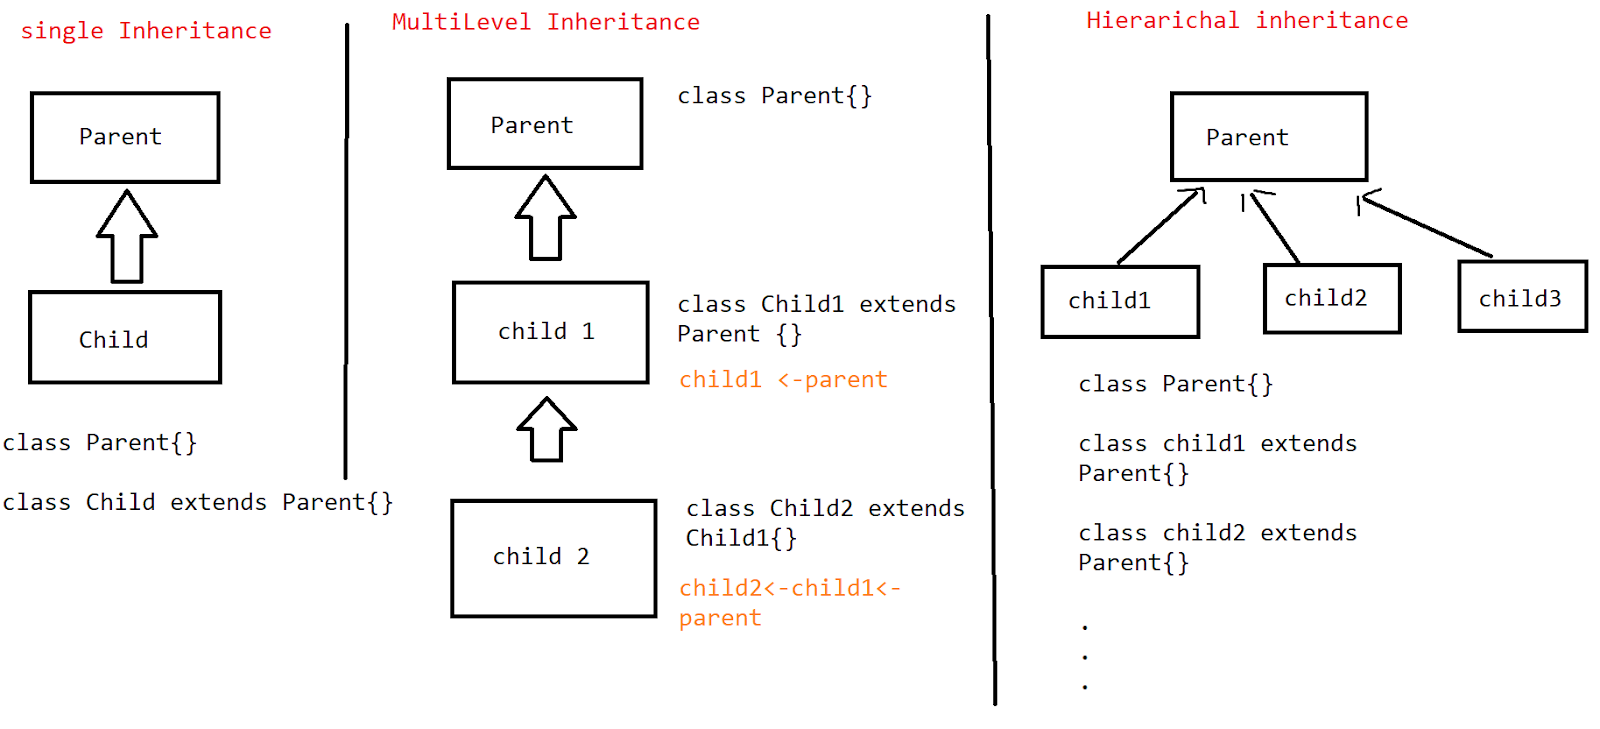 single Inheritance
Parent
Child
class Parent{}
class Child extends Parent{}
MultiLevel Inheritance
Parent
class Parent{}
child 1
class Child1 extends
Parent {}
child1 <-parent
child 2
class Child2 extends
Child1{}
child2<-child1<-
parent
Hierarichal inheritance
Parent
child1
child2
child3
class Parent{}
class child1 extends
Parent{}
class child2 extends
Parent{}
.
.
.